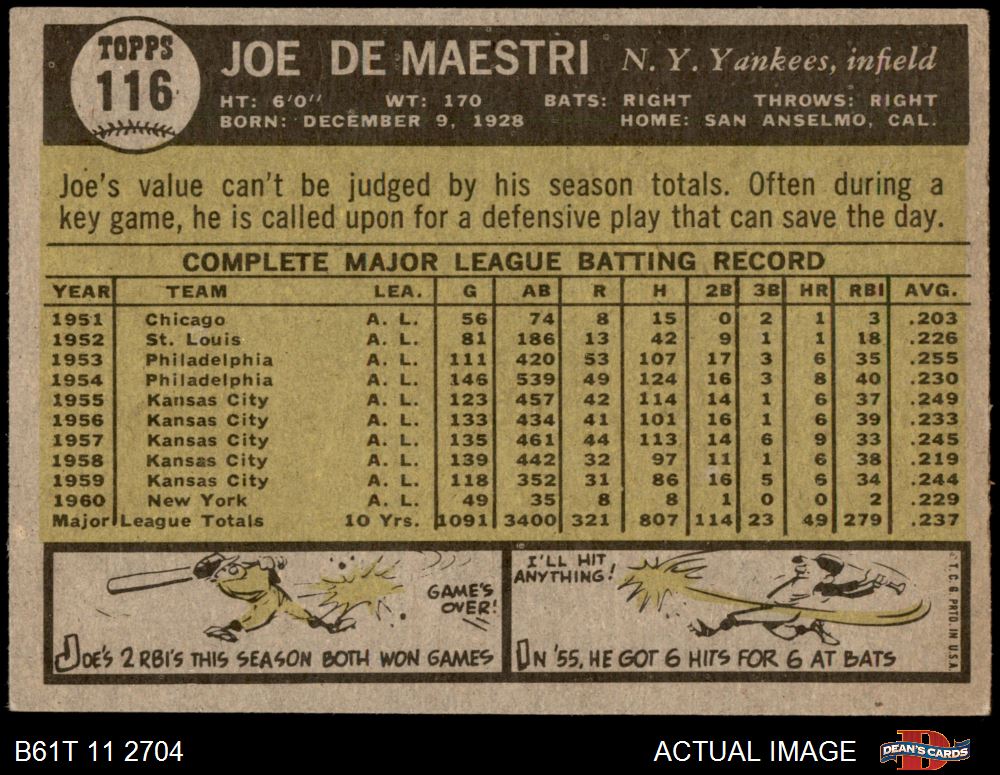 TOPPS
116
JOE DE MAESTRI N. Y. Yankees, infield
HT: 6'0" WT: 170 BATS: RIGHT THROWS: RIGHT
BORN: DECEMBER 9, 1928 HOME: SAN ANSELMO, CAL.
Joe's value can't be judged by his season totals. Often during a
key game, he is called upon for a defensive play that can save the day.
COMPLETE MAJOR LEAGUE BATTING RECORD
YEAR TEAM LEA. G AB R H 2B 3B HR RBI AVG.
1951 Chicago A. L. 56 74 8 15 0 2 1 3 .203
1952 St. Louis A. L. 81 186 13 42 9 1 1 18 .226
1953 Philadelphia A. L. 111 420 53 107 17 3 6 35 .255
1954 Philadelphia A. L. 146 539 49 124 16 3 8 40 .230
1955 Kansas City A. L. 123 457 42 114 14 1 6 37 .249
1956 Kansas City A. L. 133 434 41 101 16 1 6 39 .233
1957 Kansas City A. L. 135 461 44 113 14 6 9 33 .245
1958 Kansas City A. L. 139 442 32 97 11 1 6 38 .219
1959 Kansas City A. L. 118 352 31 86 16 5 6 34 .244
1960 New York A. L. 49 35 8 8 1 0 0 2 .229
Major League Totals 10 Yrs. 1091 3400 321 807 114 23 49 279 .237
GAME'S
OVER!
JOE'S 2 RBI'S THIS SEASON BOTH WON GAMES
I'LL HIT
ANYTHING!
IN '55, HE GOT 6 HITS FOR 6 AT BATS
© T. C. G. PRTD. IN U.S.A.
B61T 11 2704
ACTUAL IMAGE
DEAN'S CARDS